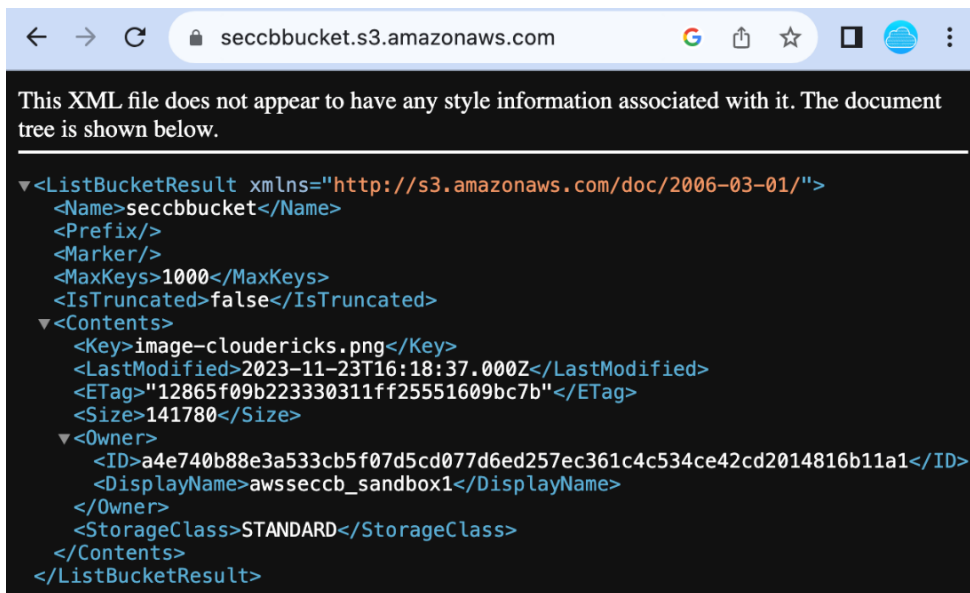 seccbbucket.s3.amazonaws.com
This XML file does not appear to have any style information associated with it. The document
tree is shown below.
▼<ListBucketResult xmlns="http://s3.amazonaws.com/doc/2006-03-01/">
<Name>seccbbucket</Name>
<Prefix/>
<Marker/>
<MaxKeys>1000</MaxKeys>
<IsTruncated>false</IsTruncated>
▼<Contents>
<Key>image-cloudericks.png</Key>
<LastModified>2023-11-23T16:18:37.000Z</LastModified>
<ETag>"12865f09b223330311ff25551609bc7b"</ETag>
<Size>141780</Size>
▼<Owner>
<ID>a4e740b88e3a533cb5f07d5cd077d6ed257ec361c4c534ce42cd2014816b11a1</ID>
<DisplayName>awsseccb_sandbox1</DisplayName>
</Owner>
<StorageClass>STANDARD</StorageClass>
</Contents>
</ListBucketResult>